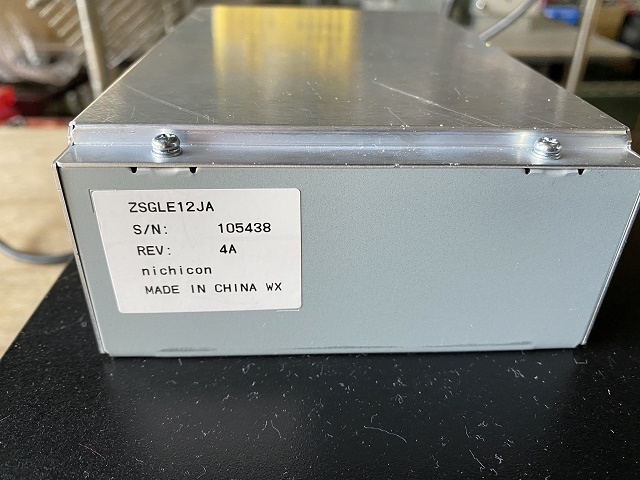 ZSGLE12JA
S/N: 105438
REV: 4A
nichicon
MADE IN CHINA WX